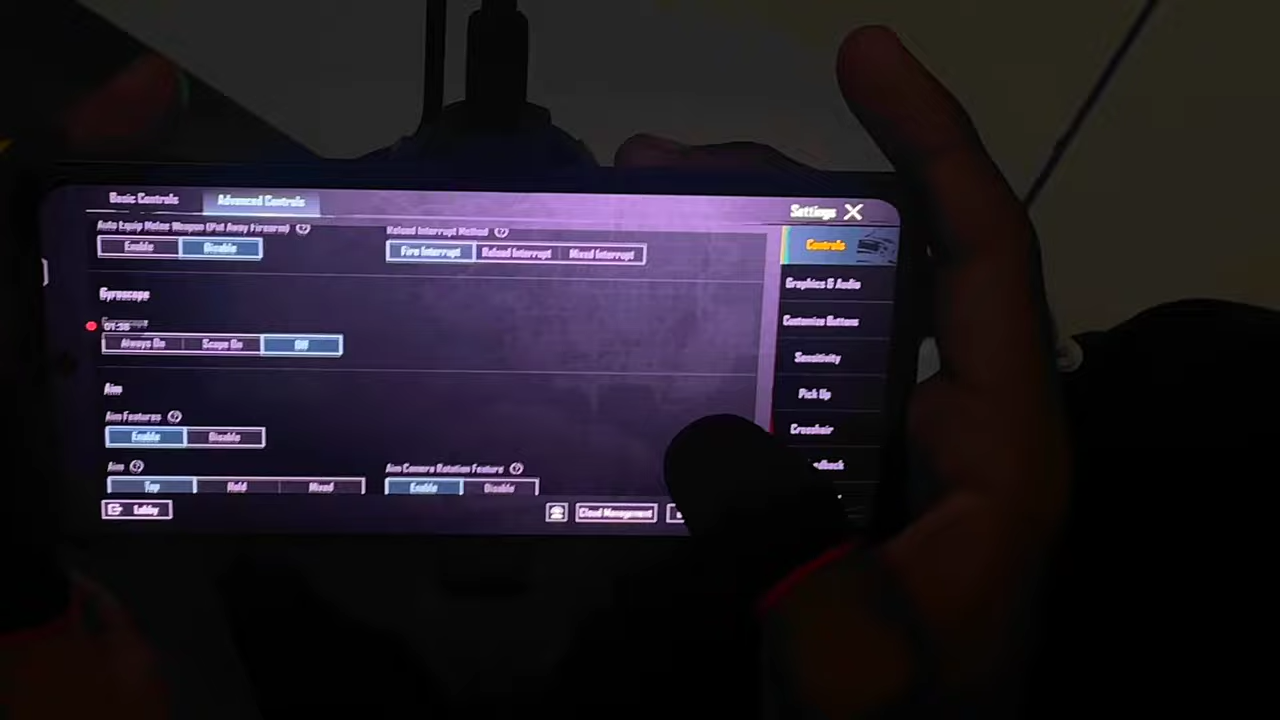 Basic Controls
Advanced Controls
Settings
Auto Equip Melee Weapon (Put Away Firearm)
Enable
Disable
Reload Interrupt Method
Fire Interrupt
Reload Interrupt
Mixed Interrupt
Gyroscope
01:36
Always On
Scope On
Off
Aim
Aim Features
Enable
Disable
Aim
Tap
Hold
Mixed
Aim Camera Rotation Feature
Enable
Disable
Lobby
Cloud Management
Controls
Graphics & Audio
Customize Buttons
Sensitivity
Pick Up
Crosshair